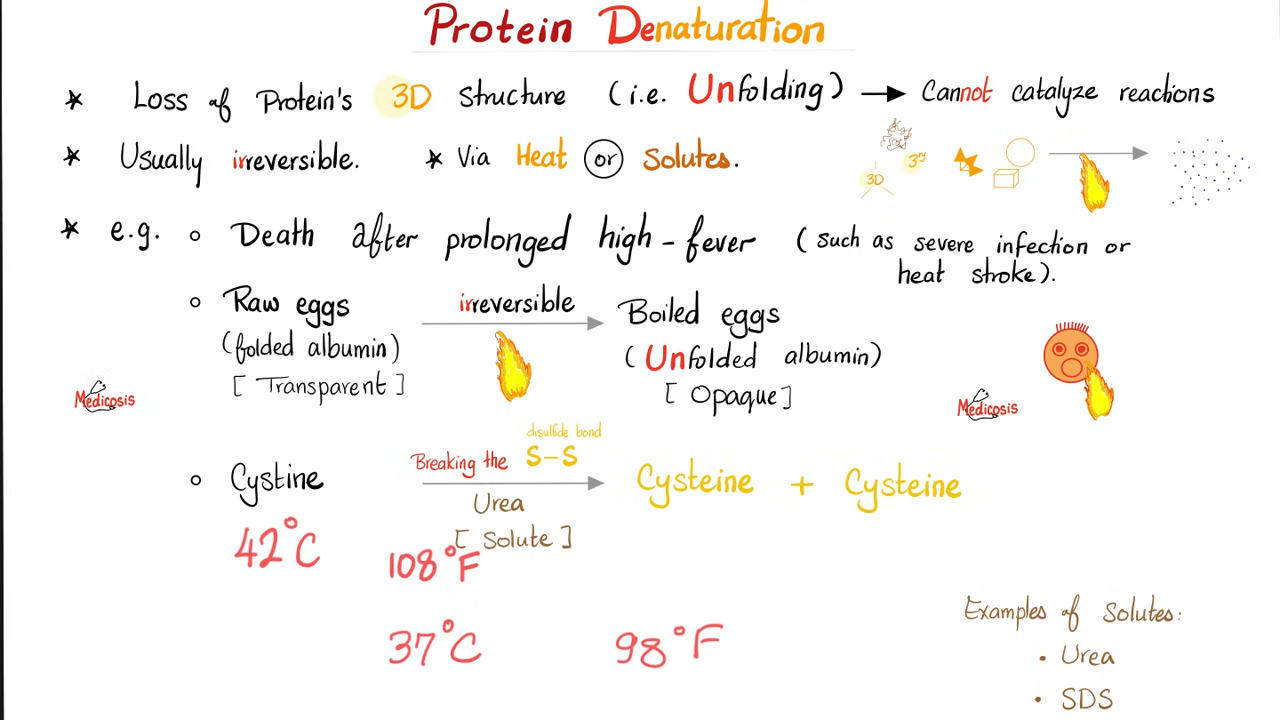 Protein Denaturation
* Loss of Protein's 3D structure (i.e. Unfolding) → Cannot catalyze reactions
* Usually irreversible. * Via Heat or Solutes.
3D 3ry
* e.g. o Death after prolonged high-fever (such as severe infection or
heat stroke).
o Raw eggs irreversible Boiled eggs
(folded albumin) (Unfolded albumin)
[Transparent] [Opaque]
Medicosis Medicosis
disulfide bond
o Cystine Breaking the S-S Cysteine + Cysteine
Urea
[Solute]
42°C 108°F
37°C 98°F
Examples of Solutes:
• Urea
• SDS